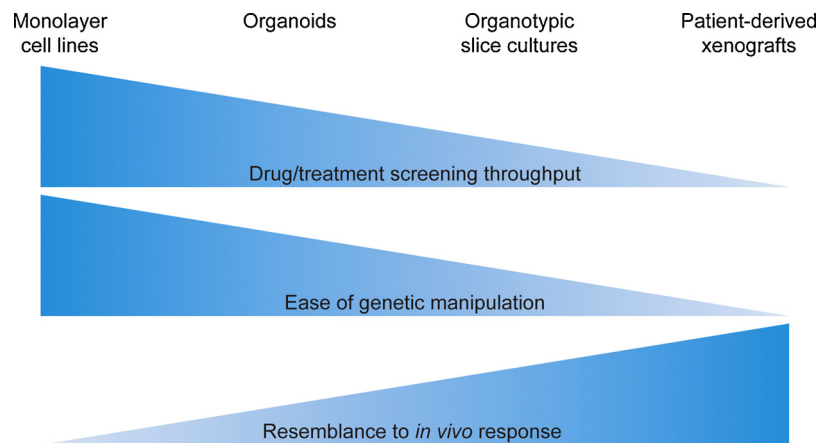 Monolayer
cell lines
Organoids
Organotypic
slice cultures
Patient-derived
xenografts
Drug/treatment screening throughput
Ease of genetic manipulation
Resemblance to in vivo response